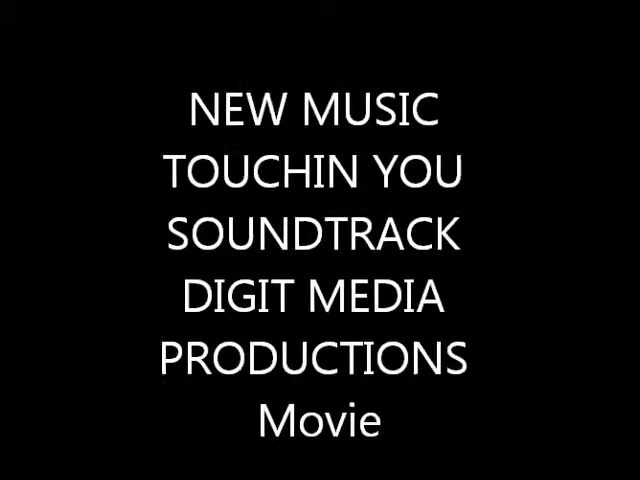 NEW MUSIC
TOUCHIN YOU
SOUNDTRACK
DIGIT MEDIA
PRODUCTIONS
Movie